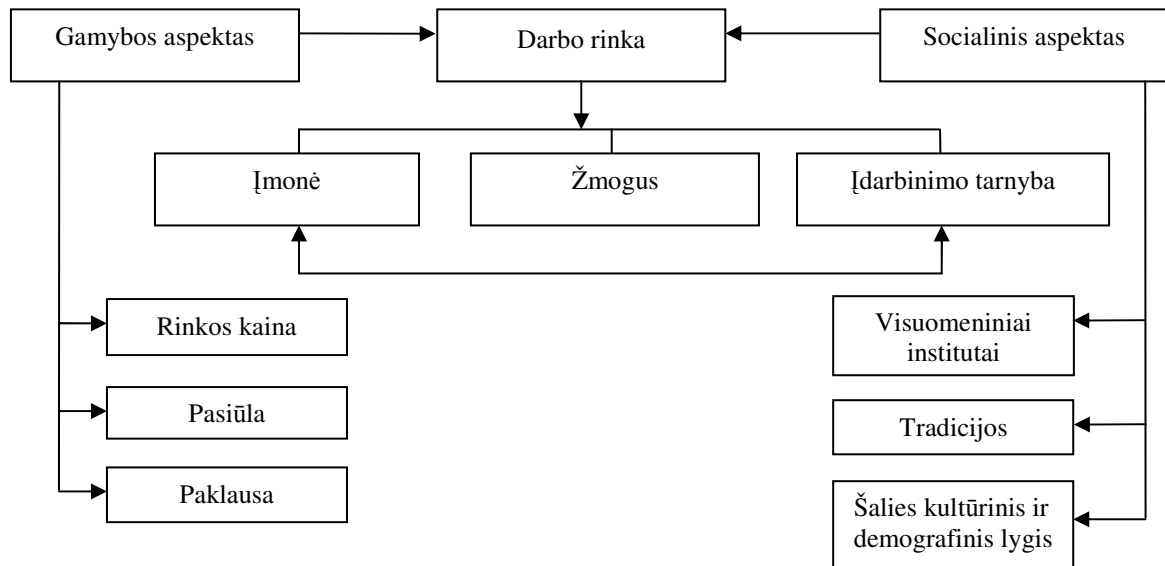 Gamybos aspektas
Darbo rinka
Socialinis aspektas
Įmonė
Žmogus
Įdarbinimo tarnyba
Rinkos kaina
Pasiūla
Paklausa
Visuomeniniai
institutai
Tradicijos
Šalies kultūrinis ir
demografinis lygis